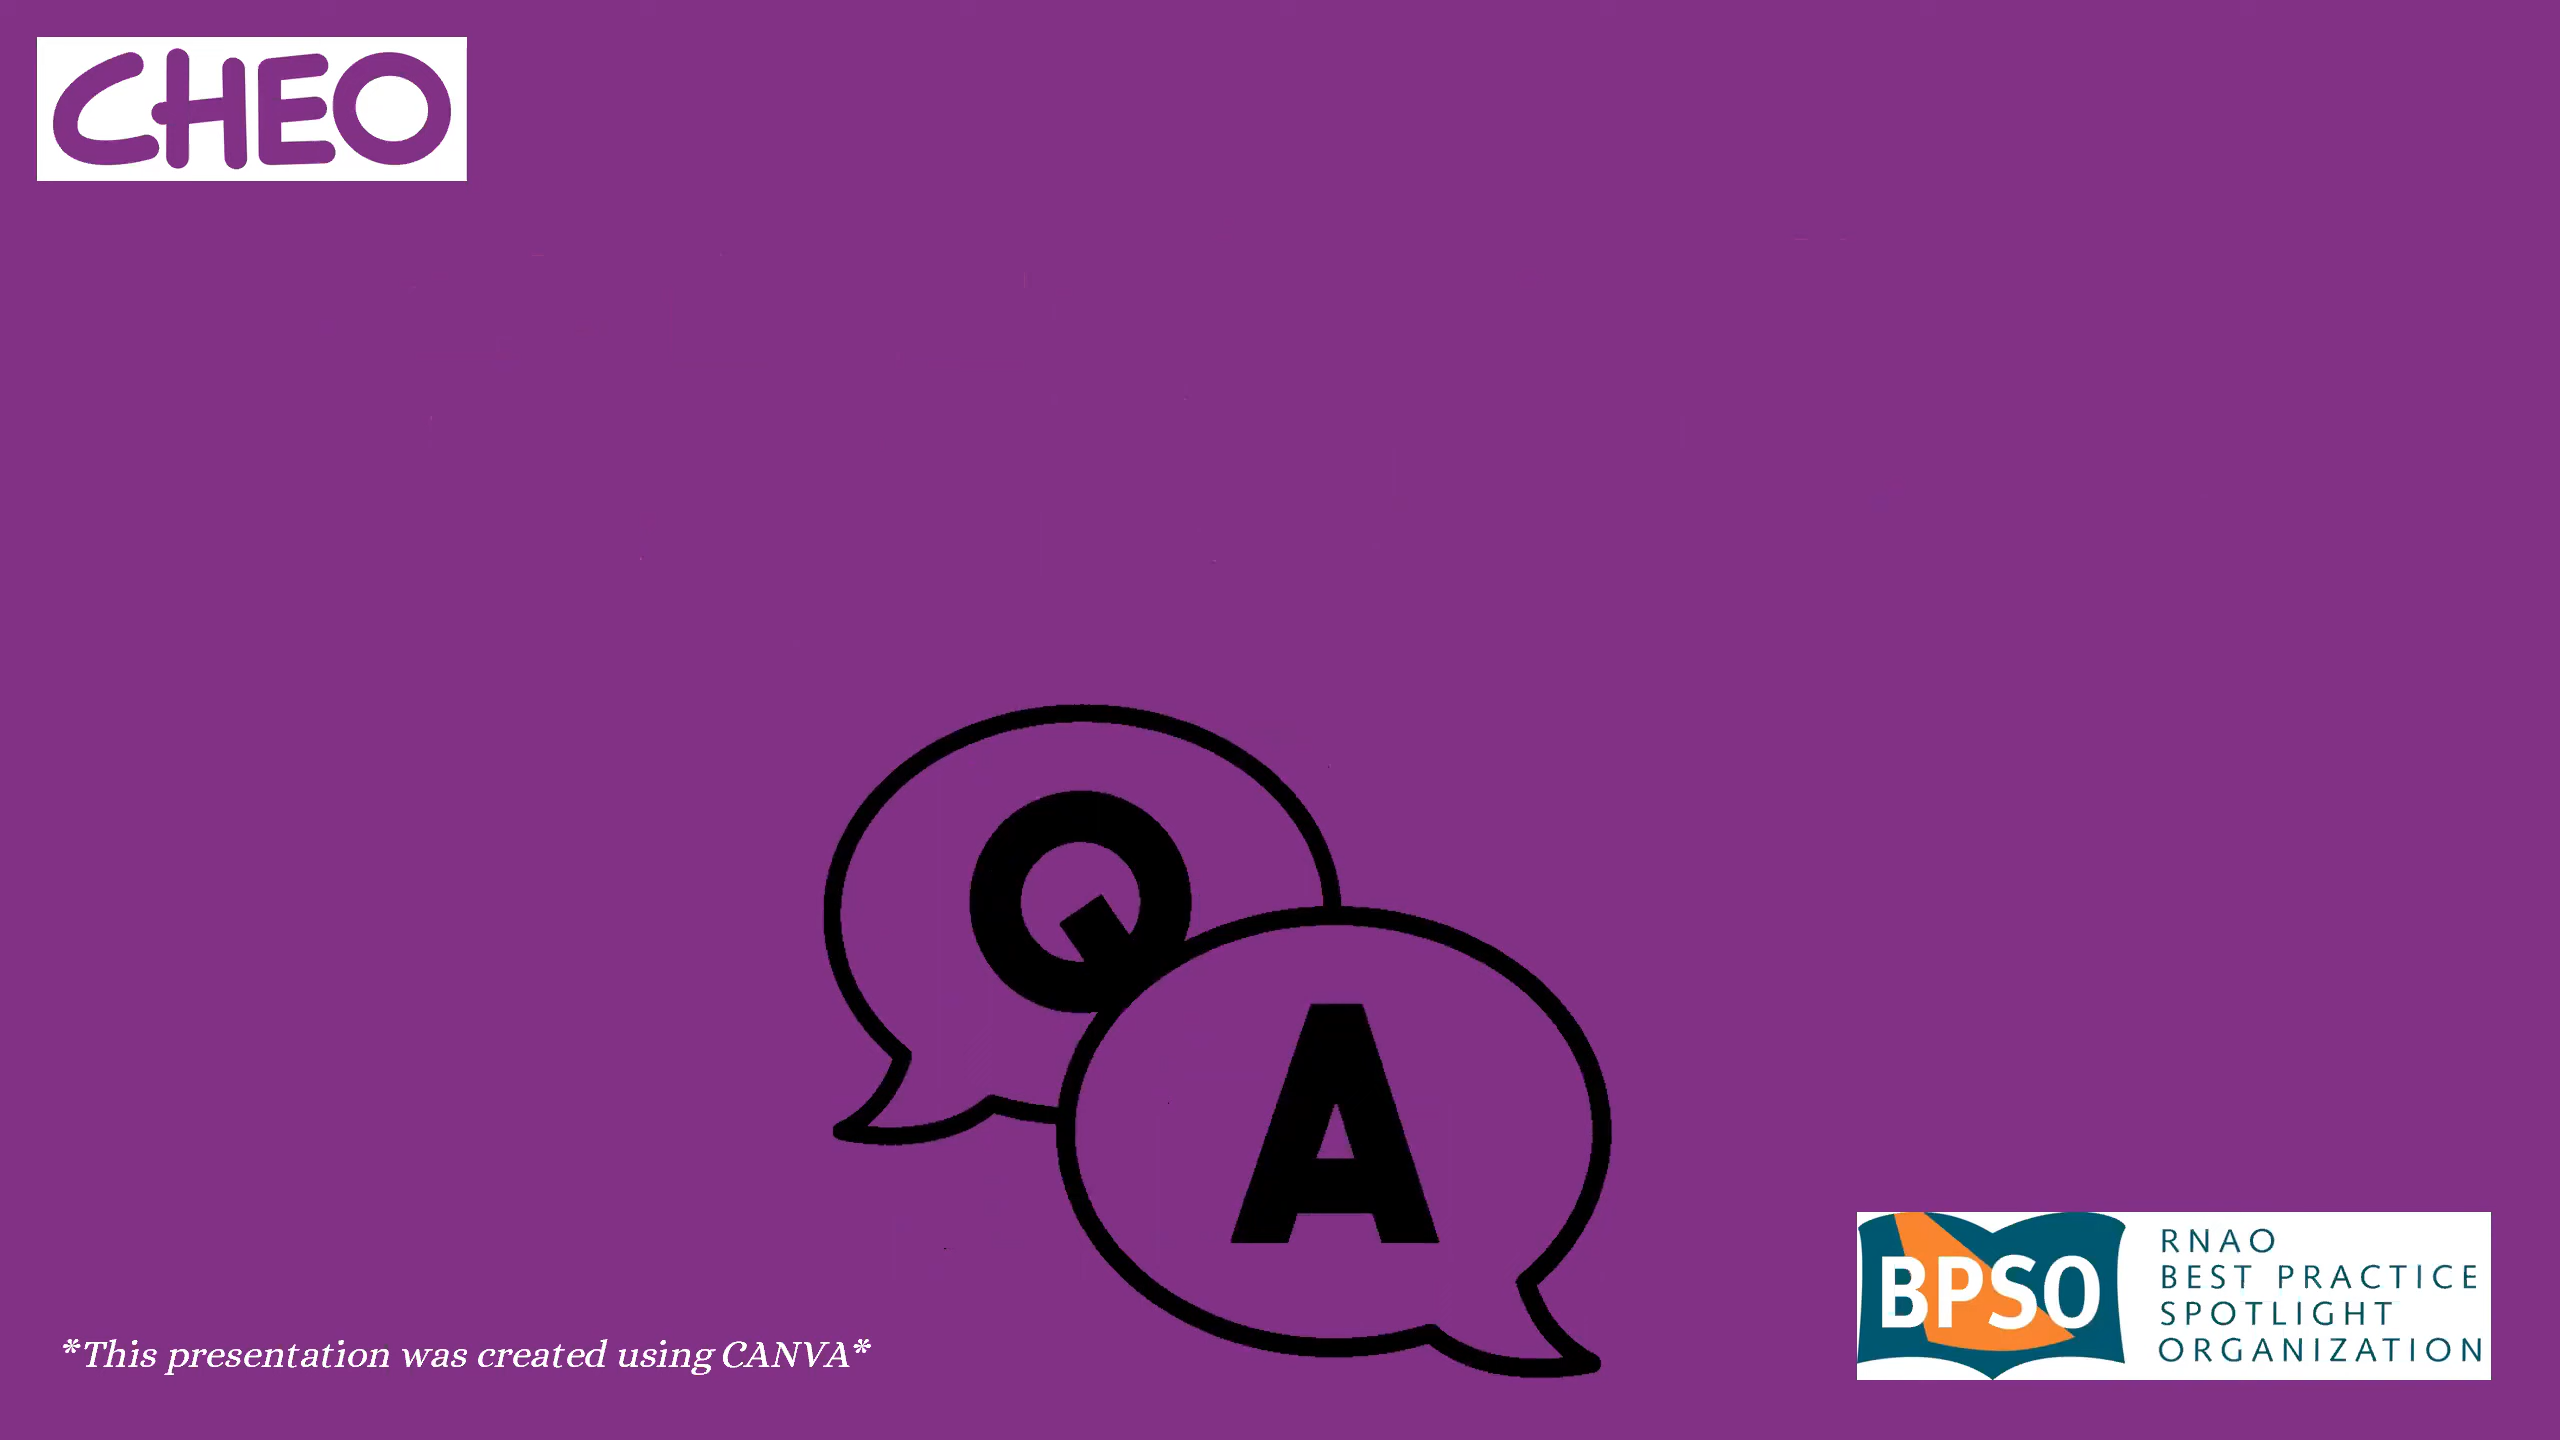 CHEO
Q
A
BPSO
RNAO
BEST PRACTICE
SPOTLIGHT
ORGANIZATION
*This presentation was created using CANVA*